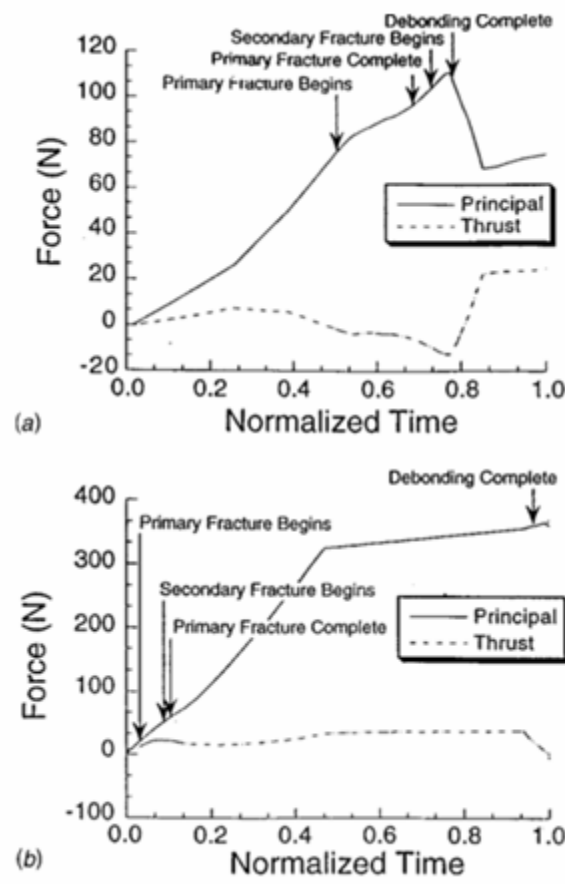 Debonding Complete
Secondary Fracture Begins
Primary Fracture Complete
Primary Fracture Begins
120
100
80
60
40
20
0
-20
Force (N)
Principal
Thrust
0.0 0.2 0.4 0.6 0.8 1.0
Normalized Time
(a)
Debonding Complete
Primary Fracture Begins
Secondary Fracture Begins
Primary Fracture Complete
400
300
200
100
0
-100
Force (N)
Principal
Thrust
0.0 0.2 0.4 0.6 0.8 1.0
Normalized Time
(b)